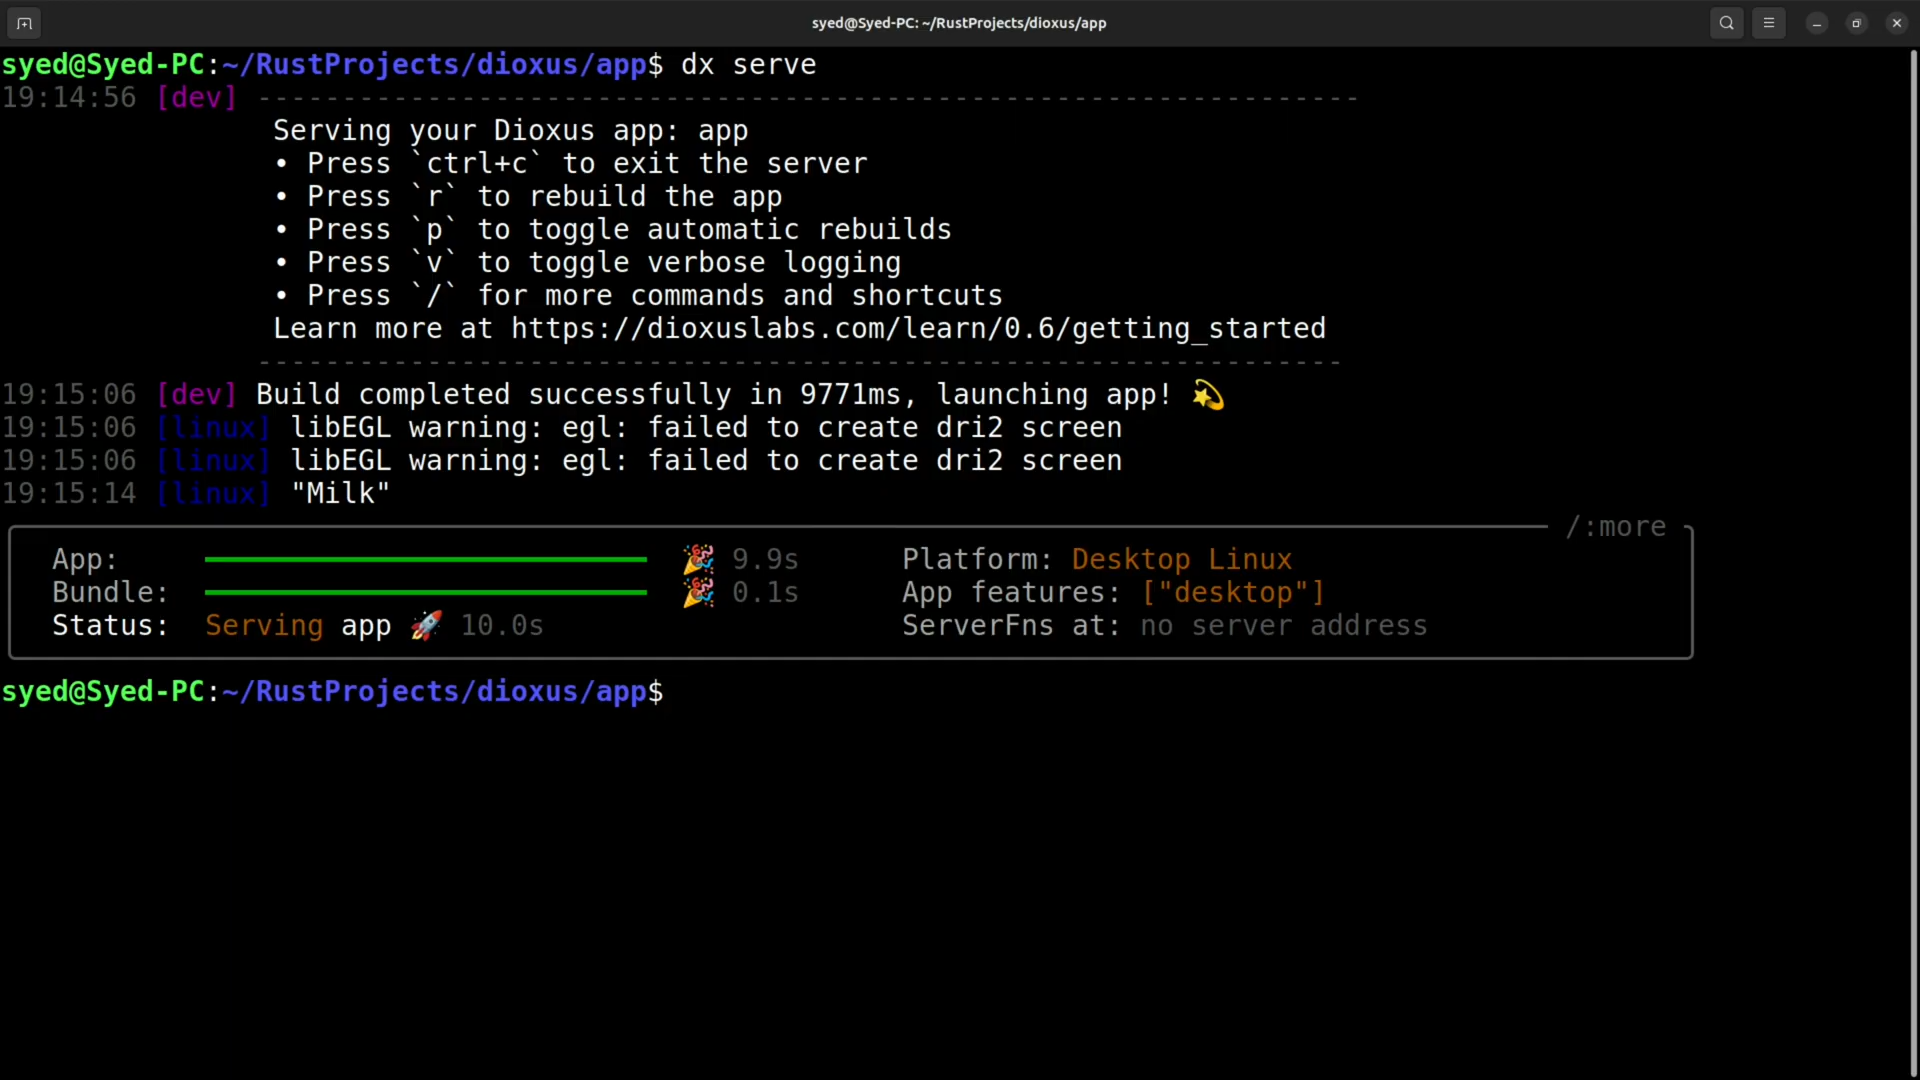 syed@Syed-PC: ~/RustProjects/dioxus/app
syed@Syed-PC:~/RustProjects/dioxus/app$ dx serve
19:14:56 [dev] -----------------------------------------------------------------
Serving your Dioxus app: app
• Press `ctrl+c` to exit the server
• Press `r` to rebuild the app
• Press `p` to toggle automatic rebuilds
• Press `v` to toggle verbose logging
• Press `/` for more commands and shortcuts
Learn more at https://dioxuslabs.com/learn/0.6/getting_started
----------------------------------------------------------------
19:15:06 [dev] Build completed successfully in 9771ms, launching app! 💫
19:15:06 [linux] libEGL warning: egl: failed to create dri2 screen
19:15:06 [linux] libEGL warning: egl: failed to create dri2 screen
19:15:14 [linux] "Milk"
/:more
App: 🎉 9.9s Platform: Desktop Linux
Bundle: 🎉 0.1s App features: ["desktop"]
Status: Serving app 🚀 10.0s ServerFns at: no server address
syed@Syed-PC:~/RustProjects/dioxus/app$